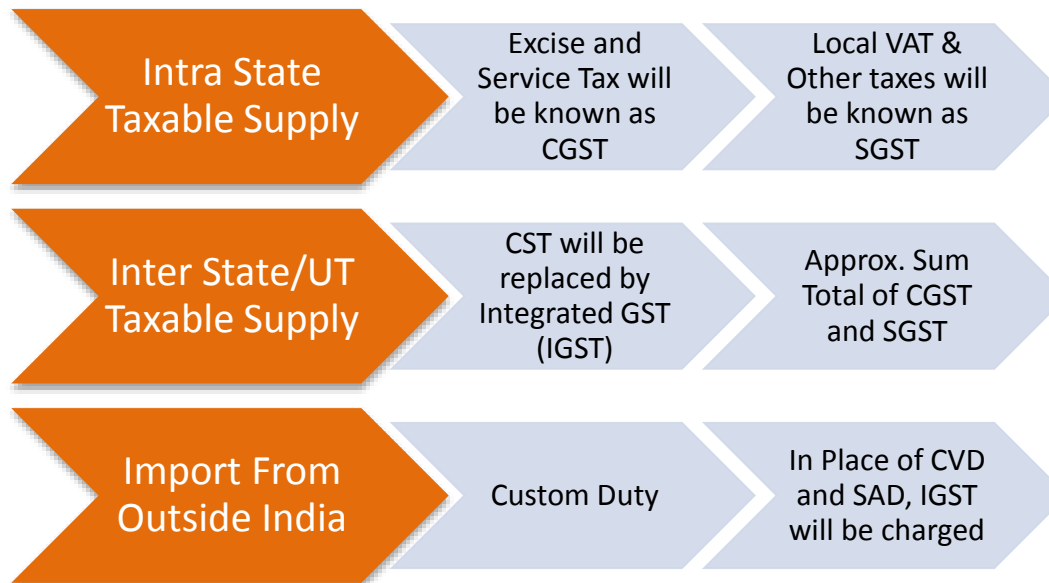 Intra State
Taxable Supply
Excise and
Service Tax will
be known as
CGST
Local VAT &
Other taxes will
be known as
SGST
Inter State/UT
Taxable Supply
CST will be
replaced by
Integrated GST
(IGST)
Approx. Sum
Total of CGST
and SGST
Import From
Outside India
Custom Duty
In Place of CVD
and SAD, IGST
will be charged